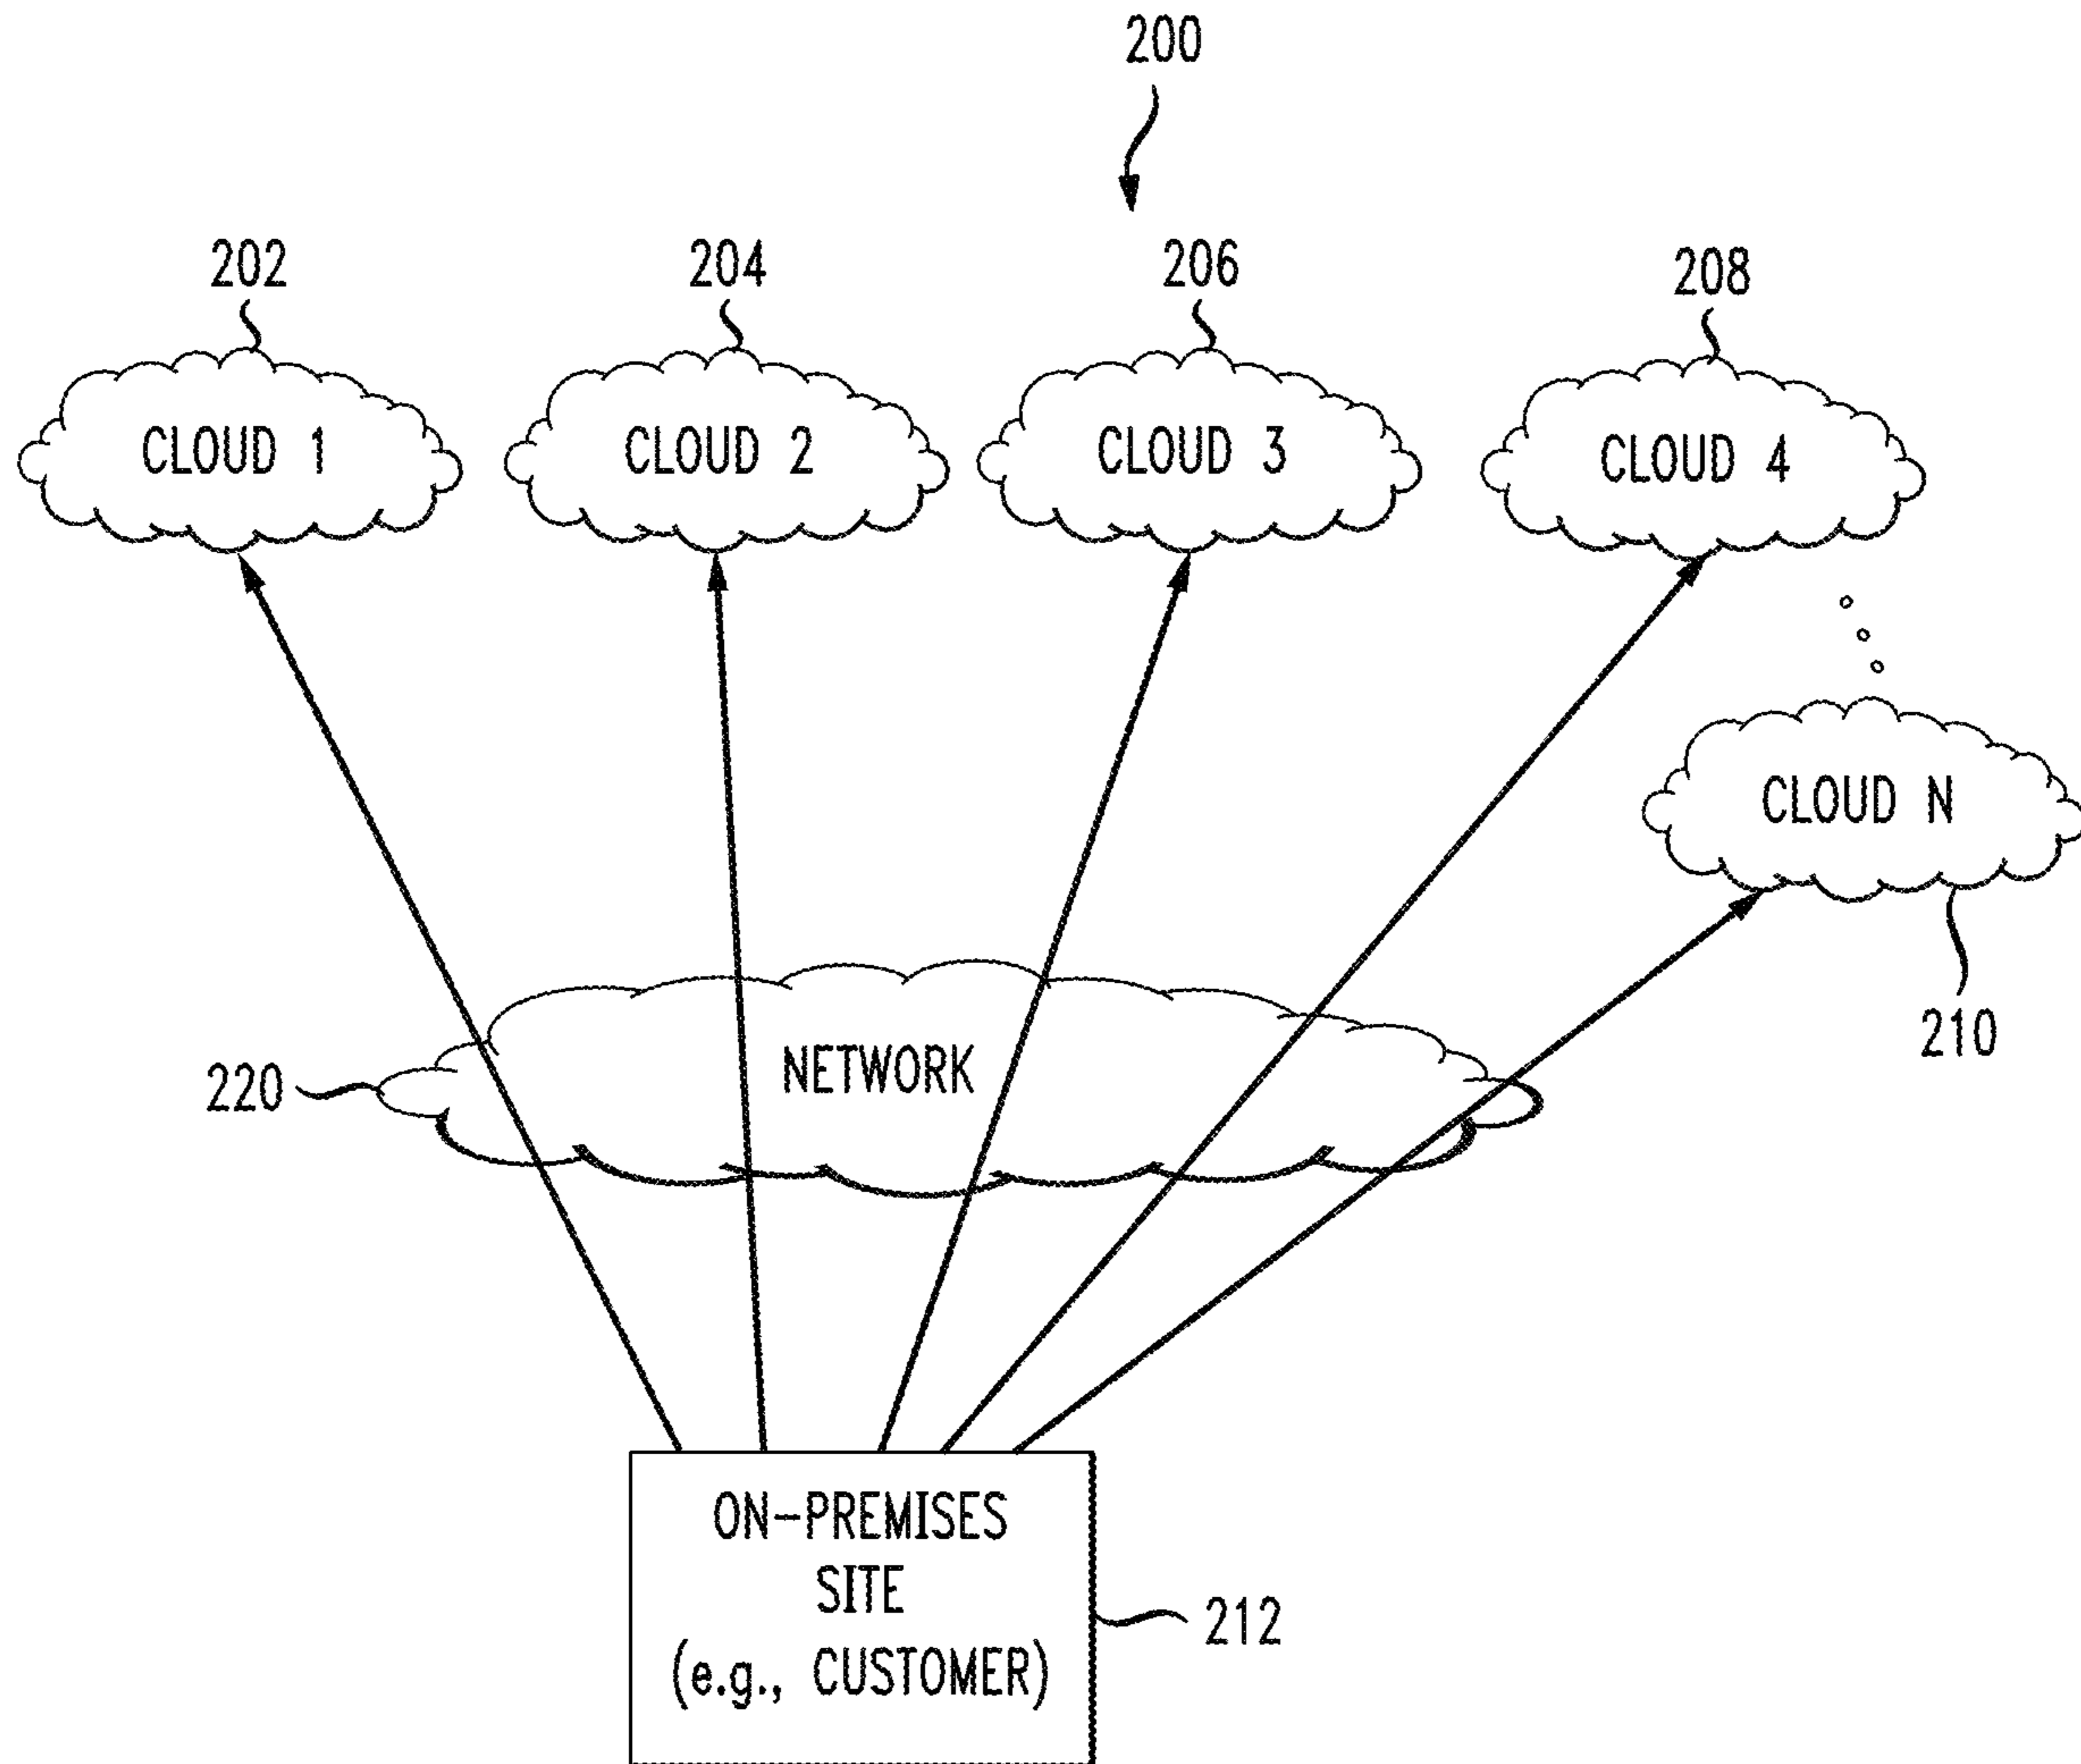 200
202
204
206
208
CLOUD 1
CLOUD 2
CLOUD 3
CLOUD 4
CLOUD N
210
NETWORK
220
ON-PREMISES
SITE
(e.g., CUSTOMER)
212